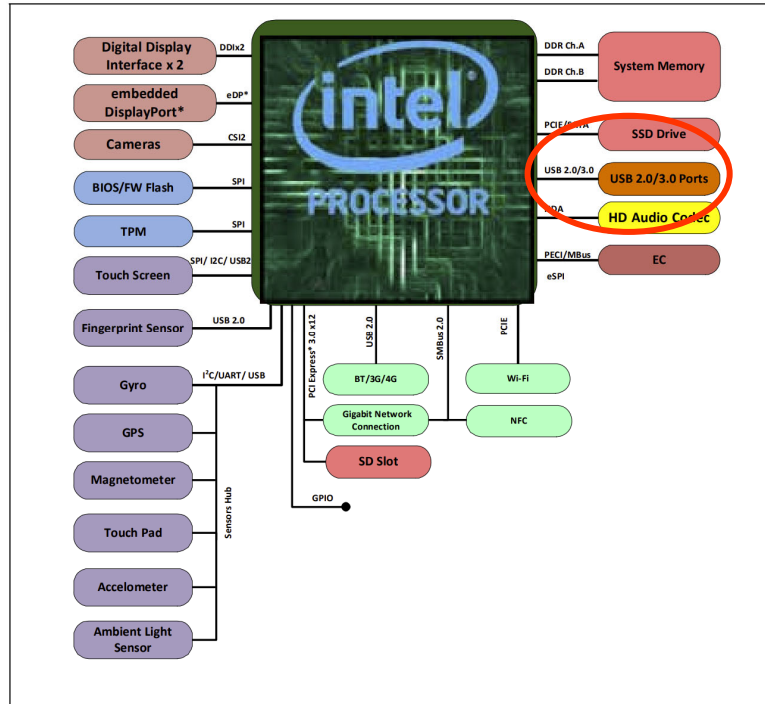 Digital Display
Interface x 2
DDIx2
embedded
DisplayPort*
eDP*
Cameras
CSI2
BIOS/FW Flash
SPI
TPM
SPI
Touch Screen
SPI/ I2C/ USB2
Fingerprint Sensor
USB 2.0
Gyro
I²C/UART/ USB
GPS
Magnetometer
Touch Pad
Accelometer
Ambient Light
Sensor
Sensors Hub
intel
PROCESSOR
DDR Ch.A
DDR Ch.B
System Memory
SSD Drive
USB 2.0/3.0
USB 2.0/3.0 Ports
HD Audio Codec
PECI/MBus
EC
eSPI
PCI Express* 3.0 x12
USB 2.0
SMBus 2.0
PCIE
BT/3G/4G
Wi-Fi
Gigabit Network
Connection
NFC
SD Slot
GPIO